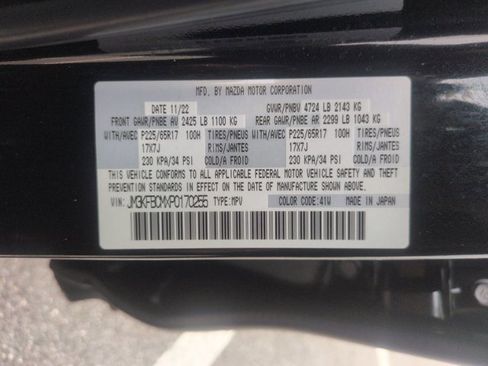 MFD. BY MAZDA MOTOR CORPORATION
DATE 11/22 GVWR/PNBV 4724 LB 2143 KG
FRONT GAWR/PNBE AV 2425 LB 1100 KG REAR GAWR/PNBE AR 2299 LB 1043 KG
WITH/AVEC P225/65R17 100H TIRES/PNEUS WITH/AVEC P225/65R17 100H TIRES/PNEUS
17X7J RIMS/JANTES 17X7J RIMS/JANTES
230 KPA/34 PSI COLD/A FROID 230 KPA/34 PSI COLD/A FROID
THIS VEHICLE CONFORMS TO ALL APPLICABLE FEDERAL MOTOR VEHICLE SAFETY AND
THEFT PREVENTION STANDARDS IN EFFECT ON THE DATE OF MANUFACTURE SHOWN ABOVE.
VIN: JM3KFBCMXP0170255 TYPE:MPV COLOR CODE:41W MADE IN JAPAN